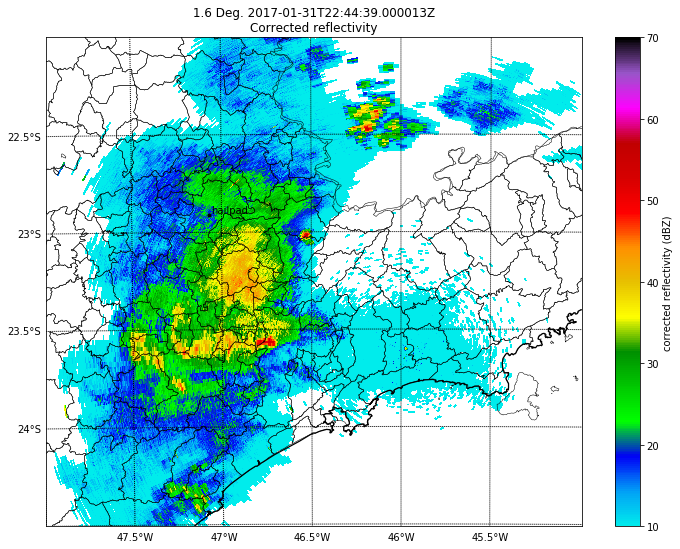 1.6 Deg. 2017-01-31T22:44:39.000013Z
Corrected reflectivity
22.5°S
23°S
23.5°S
24°S
47.5°W
47°W
46.5°W
46°W
45.5°W
70
60
50
40
30
20
10
corrected reflectivity (dBZ)